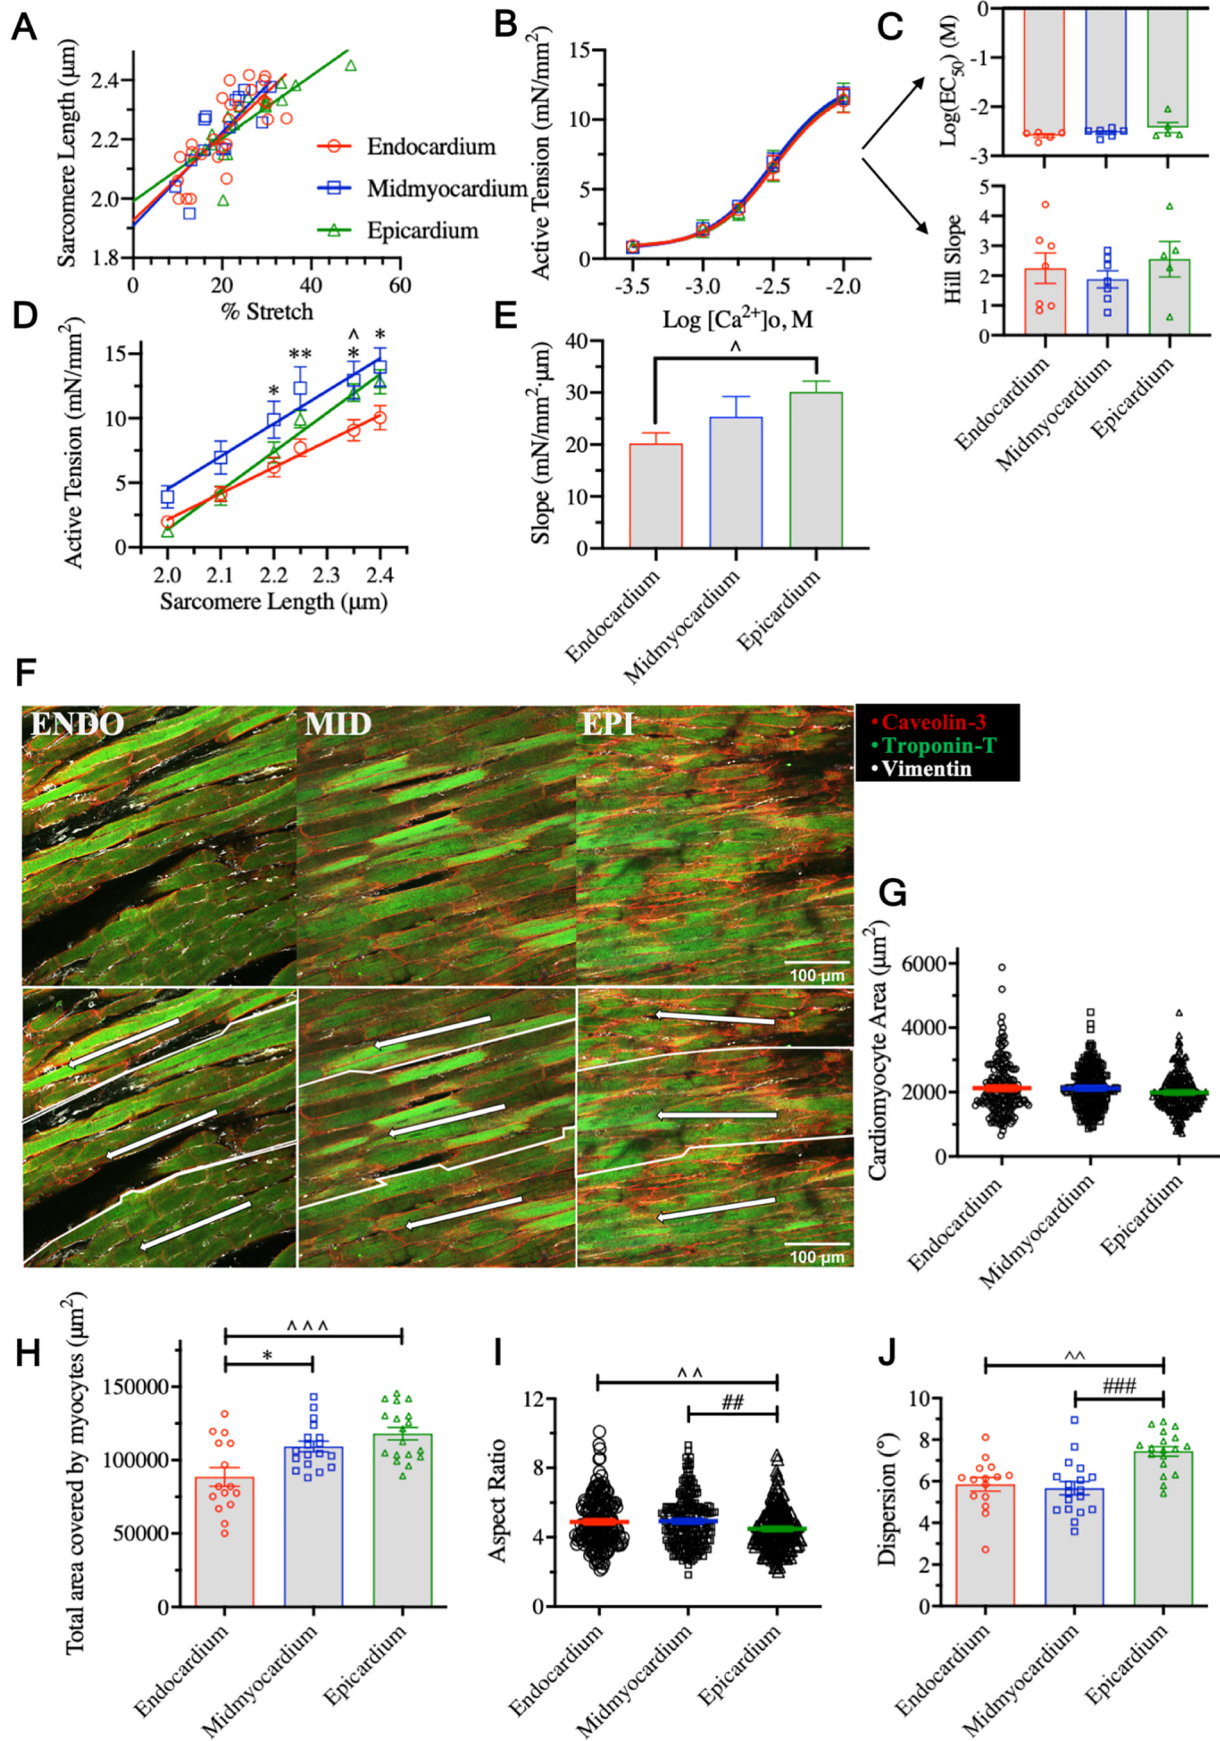 A
Sarcomere Length (μm)
2.4
2.2
2.0
1.8
0
20
40
60
% Stretch
Endocardium
Midmyocardium
Epicardium
B
Active Tension (mN/mm²)
15
10
5
0
-3.5
-3.0
-2.5
-2.0
Log [Ca²⁺]o, M
C
Log(EC₅₀) (M)
0
-1
-2
-3
Hill Slope
5
4
3
2
1
0
Endocardium
Midmyocardium
Epicardium
D
Active Tension (mN/mm²)
15
10
5
0
*
**
^
*
*
2.0
2.1
2.2
2.3
2.4
Sarcomere Length (μm)
E
Slope (mN/mm²·μm)
40
30
20
10
0
^
Endocardium
Midmyocardium
Epicardium
F
ENDO
MID
EPI
100 μm
100 μm
• Caveolin-3
• Troponin-T
• Vimentin
G
Cardiomyocyte Area (μm²)
6000
4000
2000
0
Endocardium
Midmyocardium
Epicardium
H
Total area covered by myocytes (μm²)
150000
100000
50000
0
^^^
*
Endocardium
Midmyocardium
Epicardium
I
Aspect Ratio
12
8
4
0
^^
##
Endocardium
Midmyocardium
Epicardium
J
Dispersion (°)
10
8
6
4
2
0
^^
###
Endocardium
Midmyocardium
Epicardium